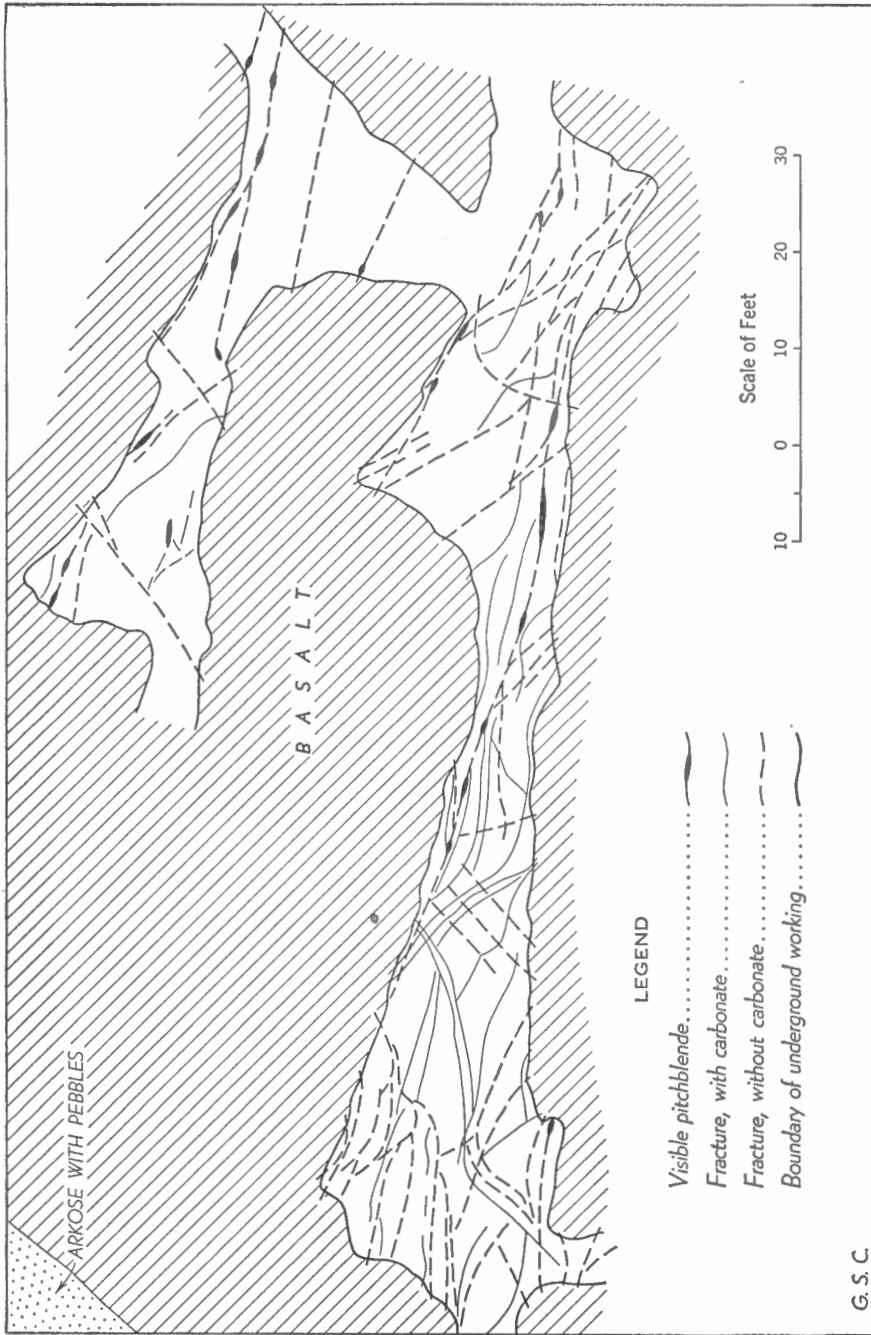 ARKOSE WITH PEBBLES
BASALT
LEGEND
Visible pitchblende....................
Fracture, with carbonate...............
Fracture, without carbonate............
Boundary of underground working........
Scale of Feet
10 0 10 20 30
G. S. C.